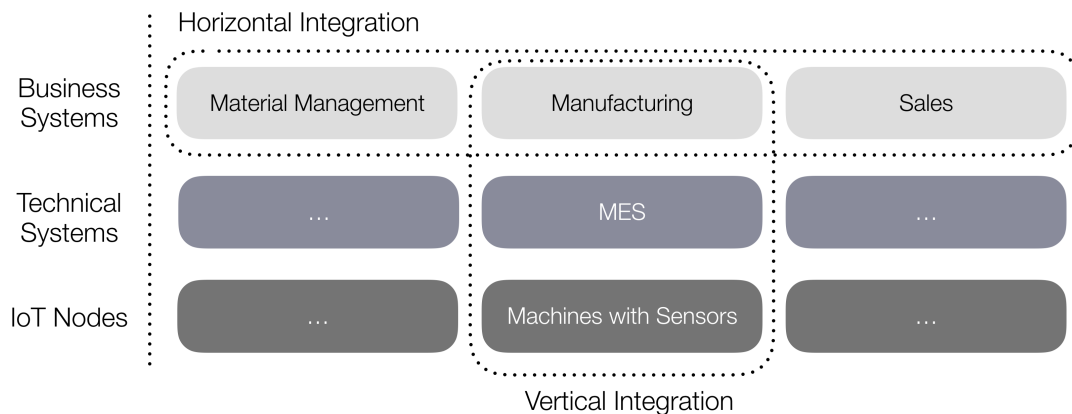 Horizontal Integration
Business
Systems
Material Management
Manufacturing
Sales
Technical
Systems
...
MES
...
IoT Nodes
...
Machines with Sensors
...
Vertical Integration